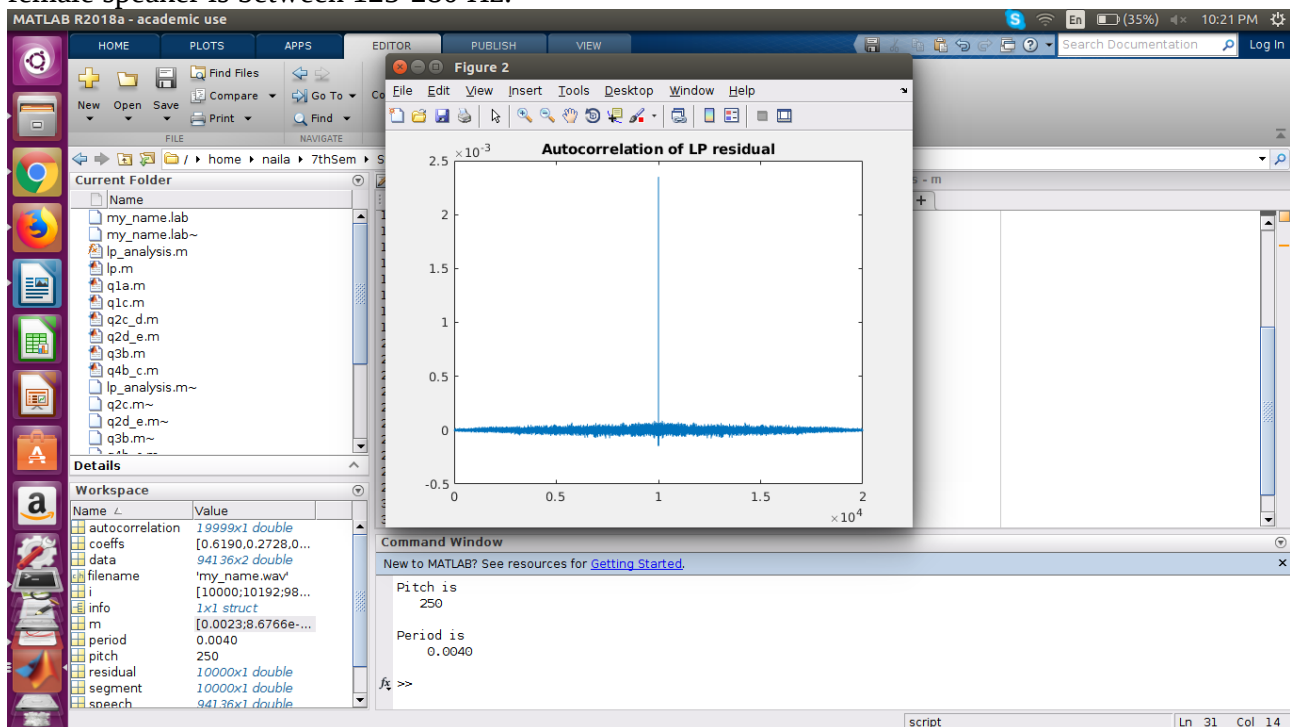 female speaker is between 125-280 Hz.
MATLAB R2018a - academic use
En (35%) 10:21 PM
HOME PLOTS APPS EDITOR PUBLISH VIEW
Search Documentation Log In
New Open Save
Find Files
Compare
Print
Go To
Find
FILE NAVIGATE
/ home naila 7thSem S
Current Folder
Name
my_name.lab
my_name.lab~
lp_analysis.m
lp.m
q1a.m
q1c.m
q2c_d.m
q2d_e.m
q3b.m
q4b_c.m
lp_analysis.m~
q2c.m~
q2d_e.m~
q3b.m~
Details
Workspace
Name Value
autocorrelation 19999x1 double
coeffs [0.6190,0.2728,0...
data 94136x2 double
filename 'my_name.wav'
i [10000;10192;98...
info 1x1 struct
m [0.0023;8.6766e-...
period 0.0040
pitch 250
residual 10000x1 double
segment 10000x1 double
speech 94136x1 double
Figure 2
File Edit View Insert Tools Desktop Window Help
Autocorrelation of LP residual
×10-3
2.5
2
1.5
1
0.5
0
-0.5
0 0.5 1 1.5 2
×104
s - m
+
Command Window
New to MATLAB? See resources for Getting Started.
Pitch is
250
Period is
0.0040
fx >>
script Ln 31 Col 14